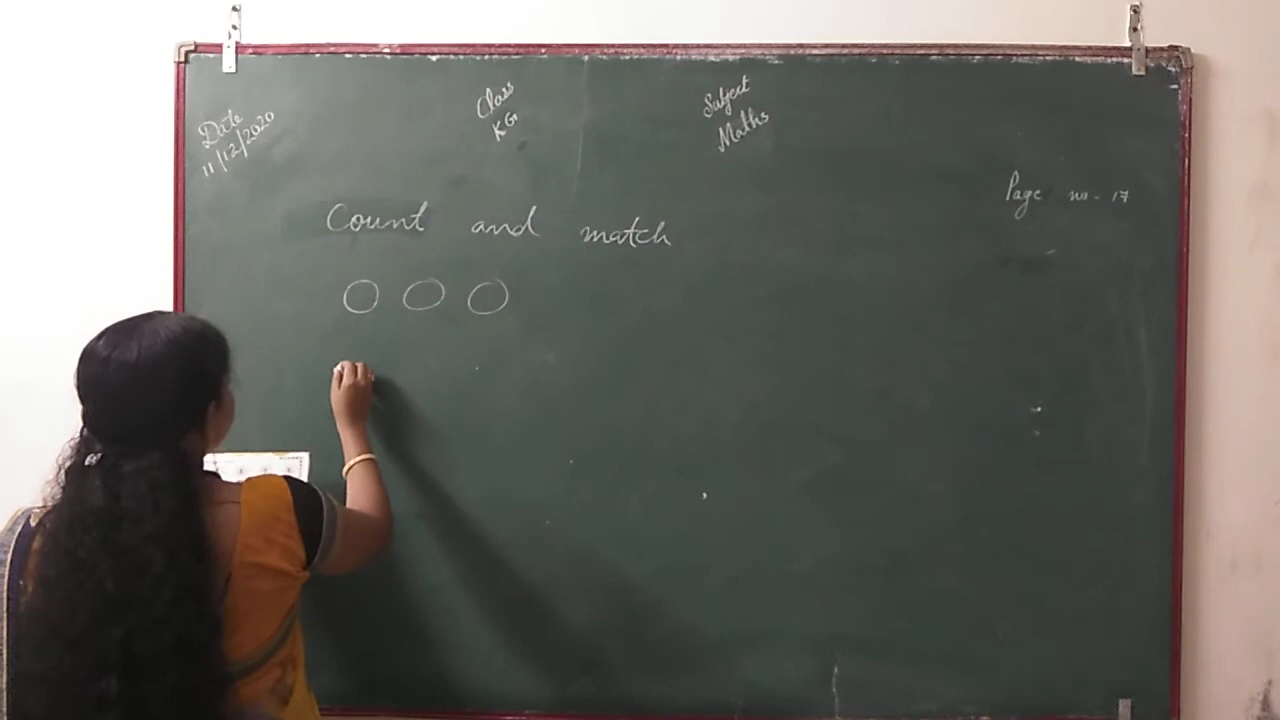 Date
11/12/2020
Class
KG
Subject
Maths
Page no - 17
Count and match